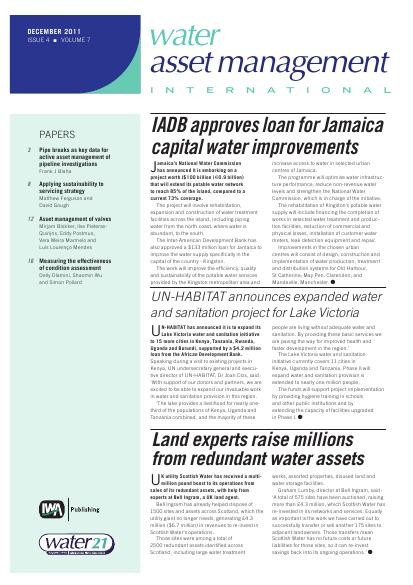 DECEMBER 2011
ISSUE 4 ■ VOLUME 7
water
asset management
INTERNATIONAL
PAPERS
2 Pipe breaks as key data for
active asset management of
pipeline investigations
Frank J Blaha
8 Applying sustainability to
servicing strategy
Matthew Ferguson and
David Gough
12 Asset management of valves
Mirjam Blokker, Ilse Pieterse-
Quirijns, Eddy Postmus,
Vera Meira Marmelo and
Luis Lourenço Mendes
16 Measuring the effectiveness
of condition assessment
Dolly Dlamini, Shaomin Wu
and Simon Pollard
IWA Publishing
water21
IADB approves loan for Jamaica
capital water improvements
Jamaica's National Water Commission
has announced it is embarking on a
project worth $1100 billion (€0.9 billion)
that will extend its potable water network
to reach 85% of the island, compared to a
current 73% coverage.
The project will involve rehabilitation,
expansion and construction of water treatment
facilities across the island, including piping
water from the north coast, where water is
abundant, to the south.
The Inter-American Development Bank has
also approved a $133 million loan for Jamaica to
improve the water supply specifically in the
capital of the country - Kingston.
The work will improve the efficiency, quality
and sustainability of the potable water services
provided by the Kingston metropolitan area and
increase access to water in selected urban
centres of Jamaica.
The programme will optimise water infrastruc-
ture performance, reduce non-revenue water
levels and strengthen the National Water
Commission, which is in charge of the initiative.
The rehabilitation of Kingston's potable water
supply will include financing the completion of
works in selected water treatment and produc-
tion facilities, reduction of commercial and
physical losses, installation of customer water
meters, leak detection equipment and repair.
Improvements in the chosen urban
centres will consist of design, construction and
implementation of water production, treatment
and distribution systems for Old Harbour,
St Catherine, May Pen, Clarendon, and
Mandeville, Manchester. ●
UN-HABITAT announces expanded water
and sanitation project for Lake Victoria
UN-HABITAT has announced it is to expand its
Lake Victoria water and sanitation initiative
to 15 more cities in Kenya, Tanzania, Rwanda,
Uganda and Burundi, supported by a $4.2 million
loan from the African Development Bank.
Speaking during a visit to existing projects in
Kenya, UN undersecretary general and execu-
tive director of UN-HABITAT, Dr Joan Clos, said:
'With support of our donors and partners, we are
excited to be able to expand our invaluable work
in water and sanitation provision in this region.
'The lake provides a livelihood for nearly one-
third of the populations of Kenya, Uganda and
Tanzania combined, and the majority of these
people are living without adequate water and
sanitation. By providing these basic services we
are paving the way for improved health and
faster development in the region.'
The Lake Victoria water and sanitation
initiative currently covers 11 cities in
Kenya, Uganda and Tanzania. Phase II will
expand water and sanitation provision is
extended to nearly one million people.
The funds will support project implementation
by providing hygiene training in schools
and other public institutions and by
extending the capacity of facilities upgraded
in Phase I. ●
Land experts raise millions
from redundant water assets
UK utility Scottish Water has received a multi-
million pound boost to its operations from
sales of its redundant assets, with help from
experts at Bell Ingram, a UK land agent.
Bell Ingram has already helped dispose of
1500 sites and assets across Scotland, which the
utility giant no longer needs, generating £4.3
million ($6.7 million) in revenues to re-invest in
Scottish Water's operations.
Those sites were among a total of
2500 redundant assets identified across
Scotland, including large water treatment
works, assorted properties, disused land and
water storage facilities.
Graham Lumby, director at Bell Ingram, said:
'A total of 575 sites have been auctioned, raising
more than £4.3 million, which Scottish Water has
re-invested in its networks and services. Equally
as important is the work we have carried out to
successfully transfer or sell another 175 sites to
adjacent landowners. Those transfers mean
Scottish Water has no future costs or future
liabilities for those sites, and can re-invest
savings back into its ongoing operations. ●